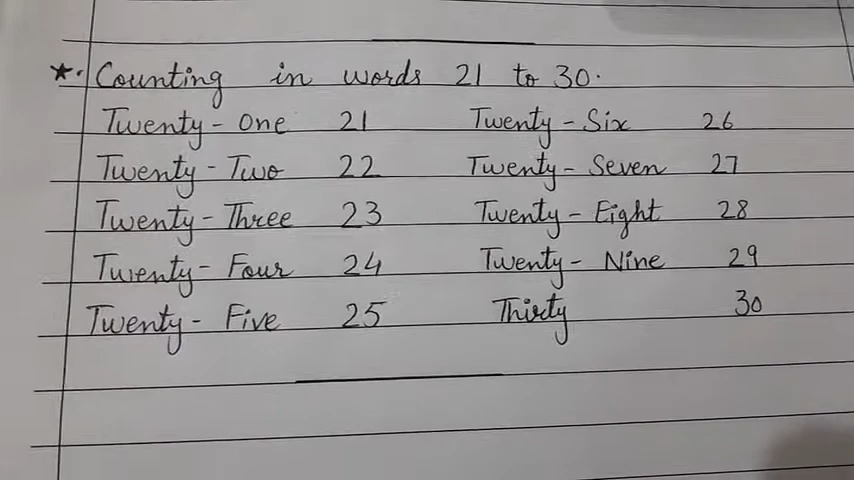 ★. Counting in words 21 to 30.
Twenty - One 21 Twenty - Six 26
Twenty - Two 22 Twenty - Seven 27
Twenty - Three 23 Twenty - Eight 28
Twenty - Four 24 Twenty - Nine 29
Twenty - Five 25 Thirty 30